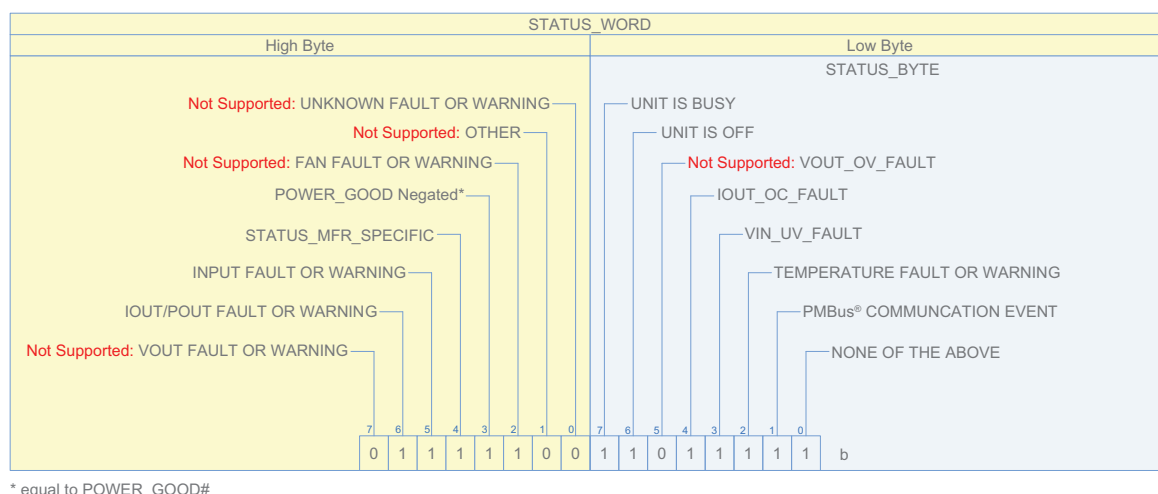 STATUS_WORD
High Byte Low Byte
STATUS_BYTE
Not Supported: UNKNOWN FAULT OR WARNING UNIT IS BUSY
Not Supported: OTHER UNIT IS OFF
Not Supported: FAN FAULT OR WARNING Not Supported: VOUT_OV_FAULT
POWER_GOOD Negated* IOUT_OC_FAULT
STATUS_MFR_SPECIFIC VIN_UV_FAULT
INPUT FAULT OR WARNING TEMPERATURE FAULT OR WARNING
IOUT/POUT FAULT OR WARNING PMBus® COMMUNCATION EVENT
Not Supported: VOUT FAULT OR WARNING NONE OF THE ABOVE
7 6 5 4 3 2 1 0 7 6 5 4 3 2 1 0
0 1 1 1 1 1 0 0 1 1 0 1 1 1 1 1 b
* equal to POWER_GOOD#